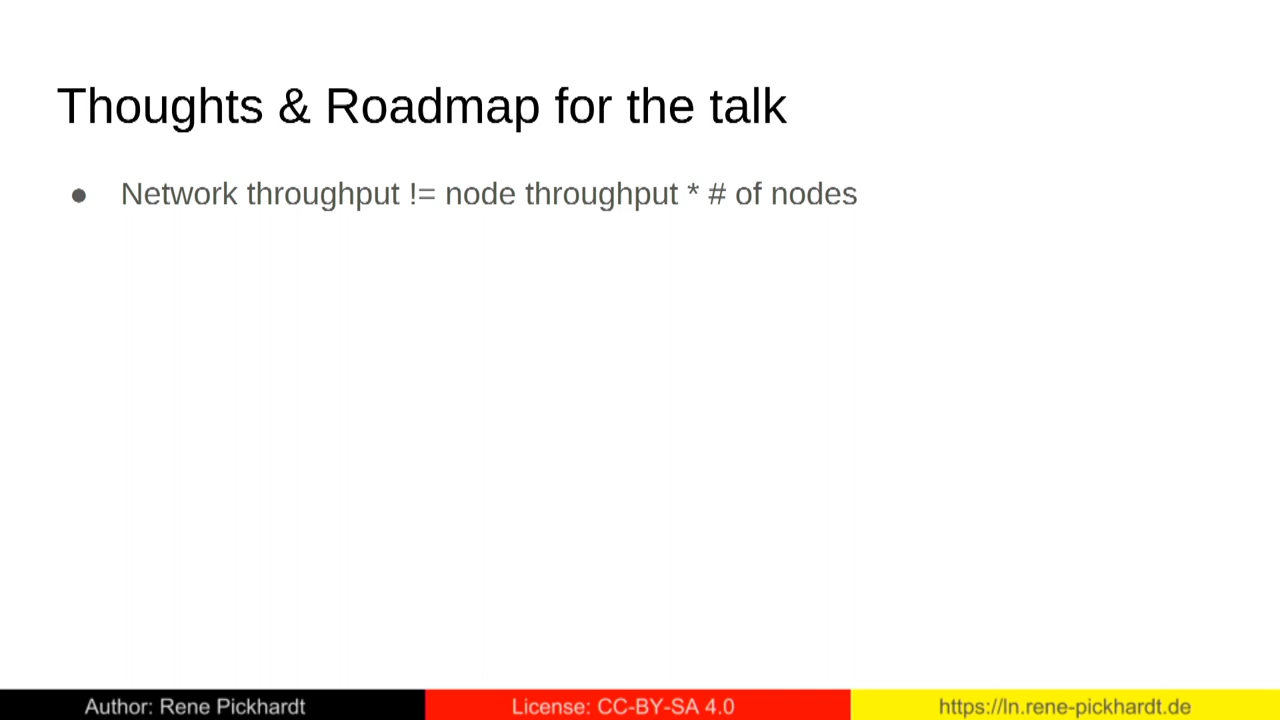 Thoughts & Roadmap for the talk
● Network throughput != node throughput * # of nodes
Author: Rene Pickhardt
License: CC-BY-SA 4.0
https://ln.rene-pickhardt.de